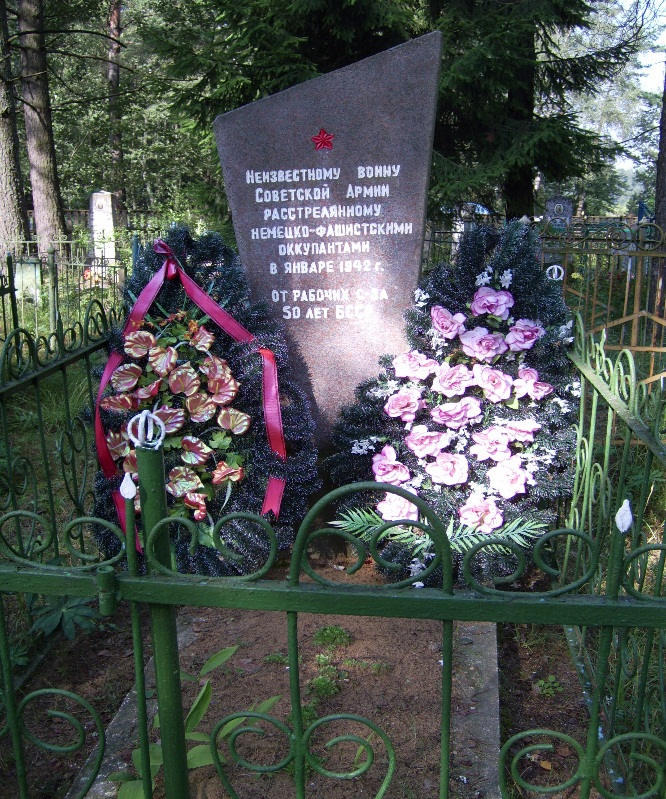 Неизвестному воину
Советской Армии
расстрелянному
немецко-фашистскими
оккупантами
в январе 1942 г.
от рабочих с-за
50 лет БССР